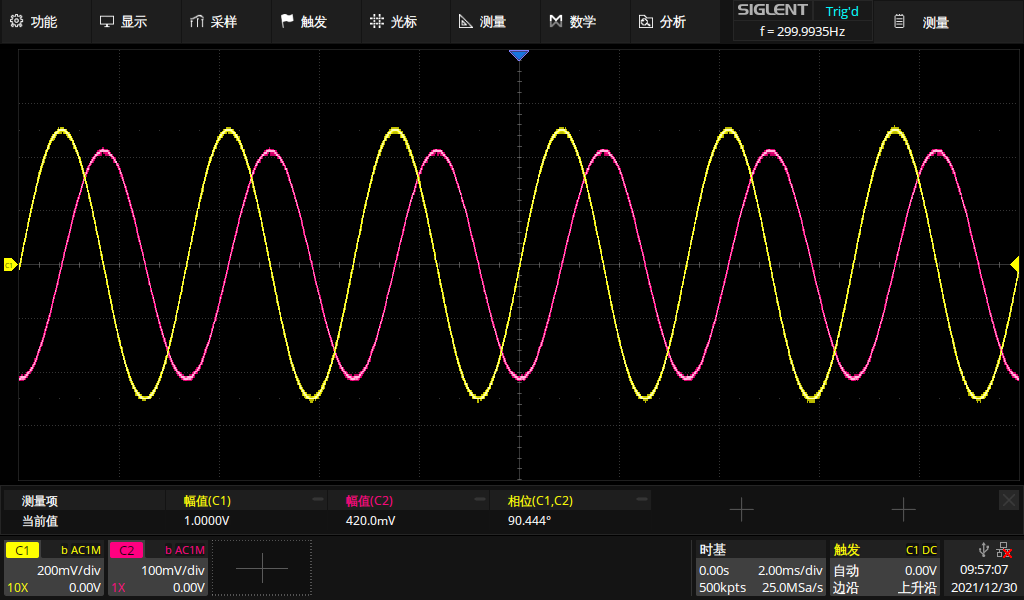 功能 显示 采样 触发 光标 测量 数学 分析 SIGLENT Trig'd 测量
f = 299.9935Hz
C1
测量项 幅值(C1) 幅值(C2) 相位(C1,C2)
当前值 1.0000V 420.0mV 90.444°
C1 b AC1M C2 b AC1M 时基 触发 C1 DC
200mV/div 100mV/div 0.00s 2.00ms/div 自动 0.00V 09:57:07
10X 0.00V 1X 0.00V 500kpts 25.0MSa/s 边沿 上升沿 2021/12/30